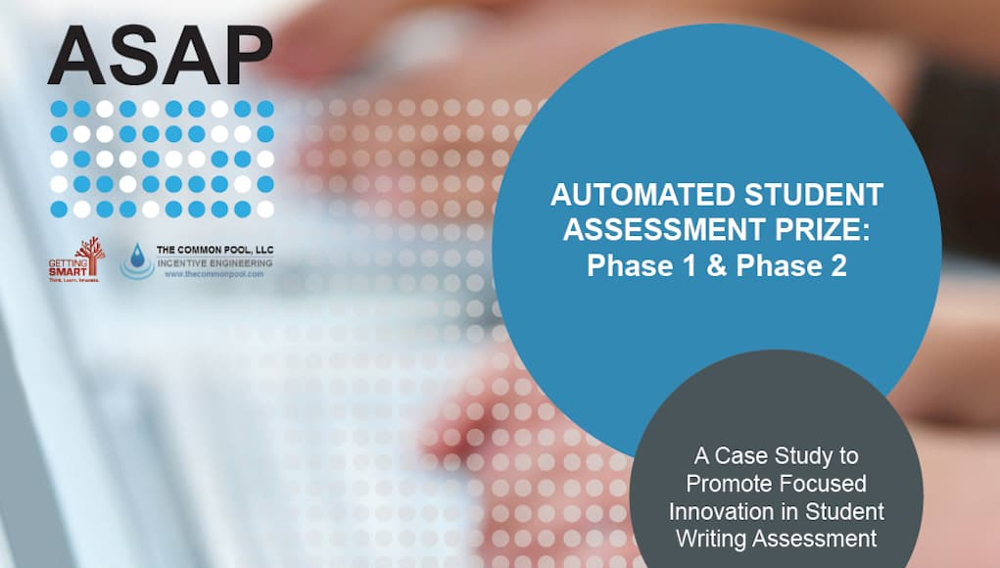 ASAP
GETTING
SMART
Think. Learn. Innovate.
THE COMMON POOL, LLC
INCENTIVE ENGINEERING
www.thecommonpool.com
AUTOMATED STUDENT
ASSESSMENT PRIZE:
Phase 1 & Phase 2
A Case Study to
Promote Focused
Innovation in Student
Writing Assessment